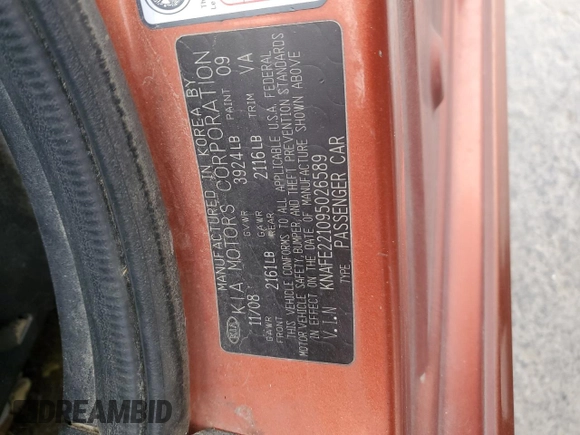 MANUFACTURED IN KOREA BY
KIA KIA MOTORS CORPORATION
11/08 GVWR 3924LB PAINT 09
GAWR FRONT 2161LB GAWR REAR 2116LB TRIM VA
THIS VEHICLE CONFORMS TO ALL APPLICABLE U.S.A. FEDERAL
MOTOR VEHICLE SAFETY, BUMPER AND THEFT PREVENTION STANDARDS
IN EFFECT ON THE DATE OF MANUFACTURE SHOWN ABOVE
V.I.N KNAFE221095026589
TYPE PASSENGER CAR
DREAMBID